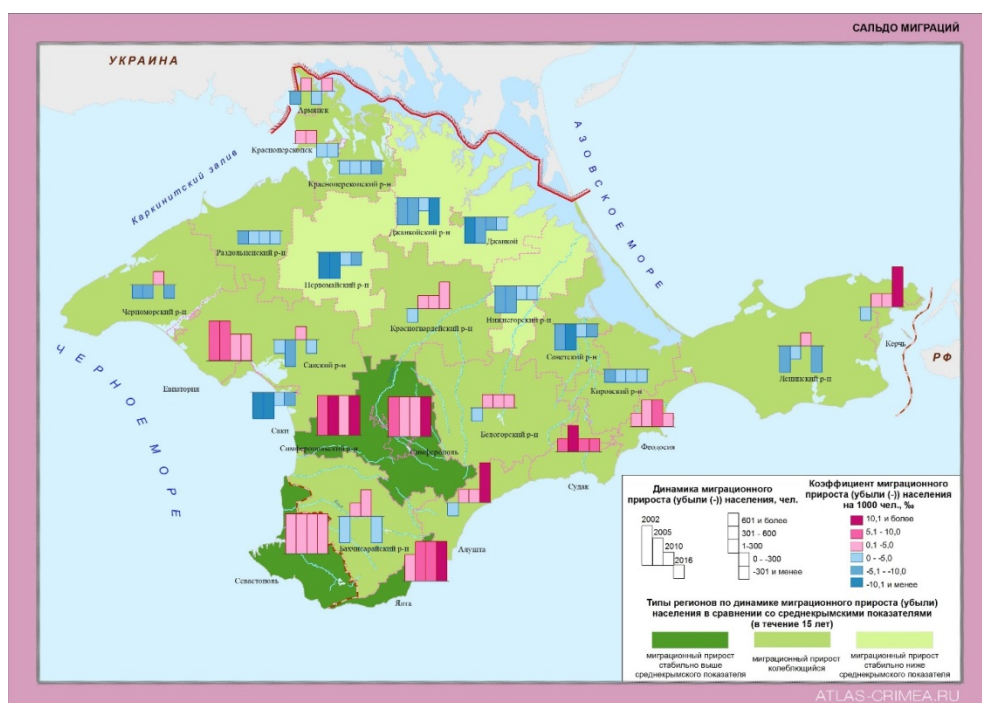 САЛЬДО МИГРАЦИЙ
УКРАИНА
Армянск
Красноперекопск
Каркинитский залив
Красноперекопский р-н
АЗОВСКОЕ МОРЕ
Джанкойский р-н
Джанкой
Раздольненский р-н
Первомайский р-н
Черноморский р-н
Красногвардейский р-н
Нижнегорский р-н
Советский р-н
Керчь
РФ
Сакский р-н
Ленинский р-н
Кировский р-н
Евпатория
ЧЕРНОЕ МОРЕ
Саки
Симферопольский р-н
Симферополь
Белогорский р-н
Феодосия
Судак
Бахчисарайский р-н
Алушта
Севастополь
Ялта
Динамика миграционного
прироста (убыли (-)) населения, чел.
2002
2005
2010
2016
601 и более
301 - 600
1-300
0 - -300
-301 и менее
Коэффициент миграционного
прироста (убыли (-)) населения
на 1000 чел., ‰
10,1 и более
5,1 - 10,0
0,1 -5,0
0 - -5,0
-5,1 - -10,0
-10,1 и менее
Типы регионов по динамике миграционного прироста (убыли)
населения в сравнении со среднекрымскими показателями
(в течение 15 лет)
миграционный прирост
стабильно выше
среднекрымского показателя
миграционный прирост
колеблющийся
миграционный прирост
стабильно ниже
среднекрымского показателя
ATLAS-CRIMEA.RU